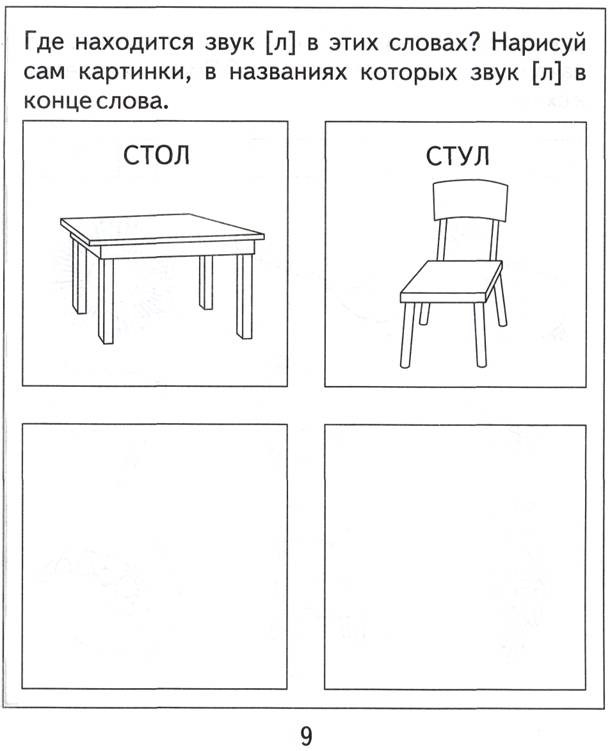 Где находится звук [л] в этих словах? Нарисуй
сам картинки, в названиях которых звук [л] в
конце слова.
СТОЛ
СТУЛ
9